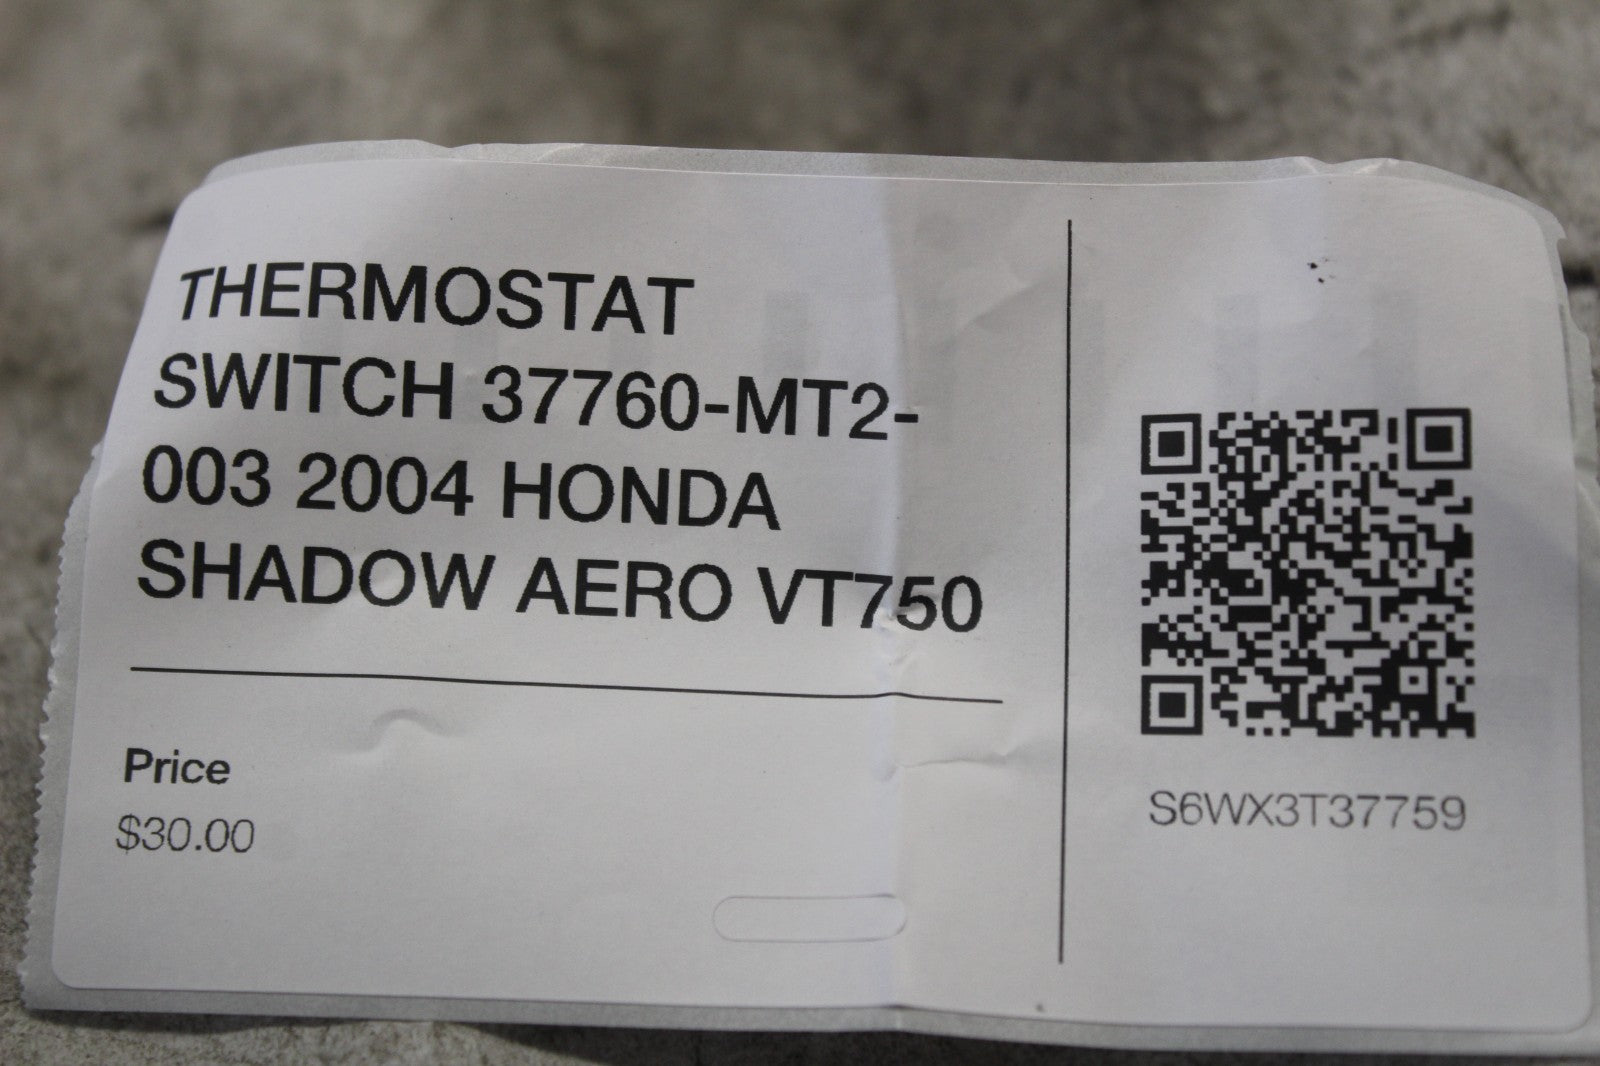 THERMOSTAT
SWITCH 37760-MT2-
003 2004 HONDA
SHADOW AERO VT750
Price
$30.00
S6WX3T37759